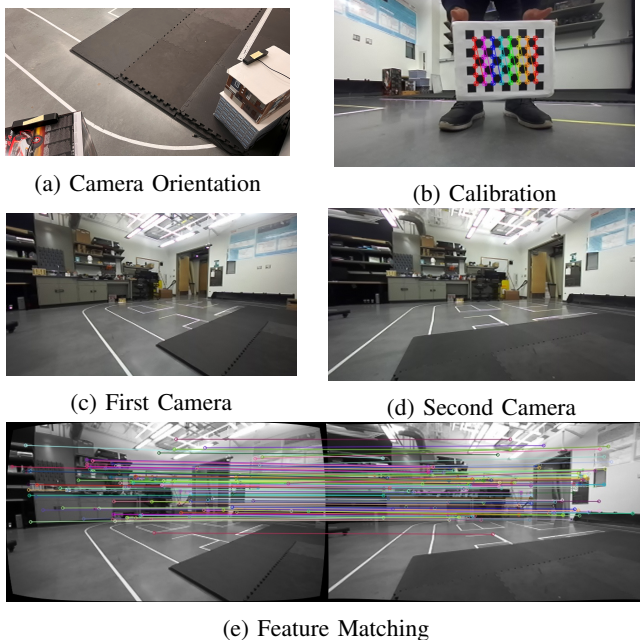 (a) Camera Orientation
(b) Calibration
(c) First Camera
(d) Second Camera
(e) Feature Matching